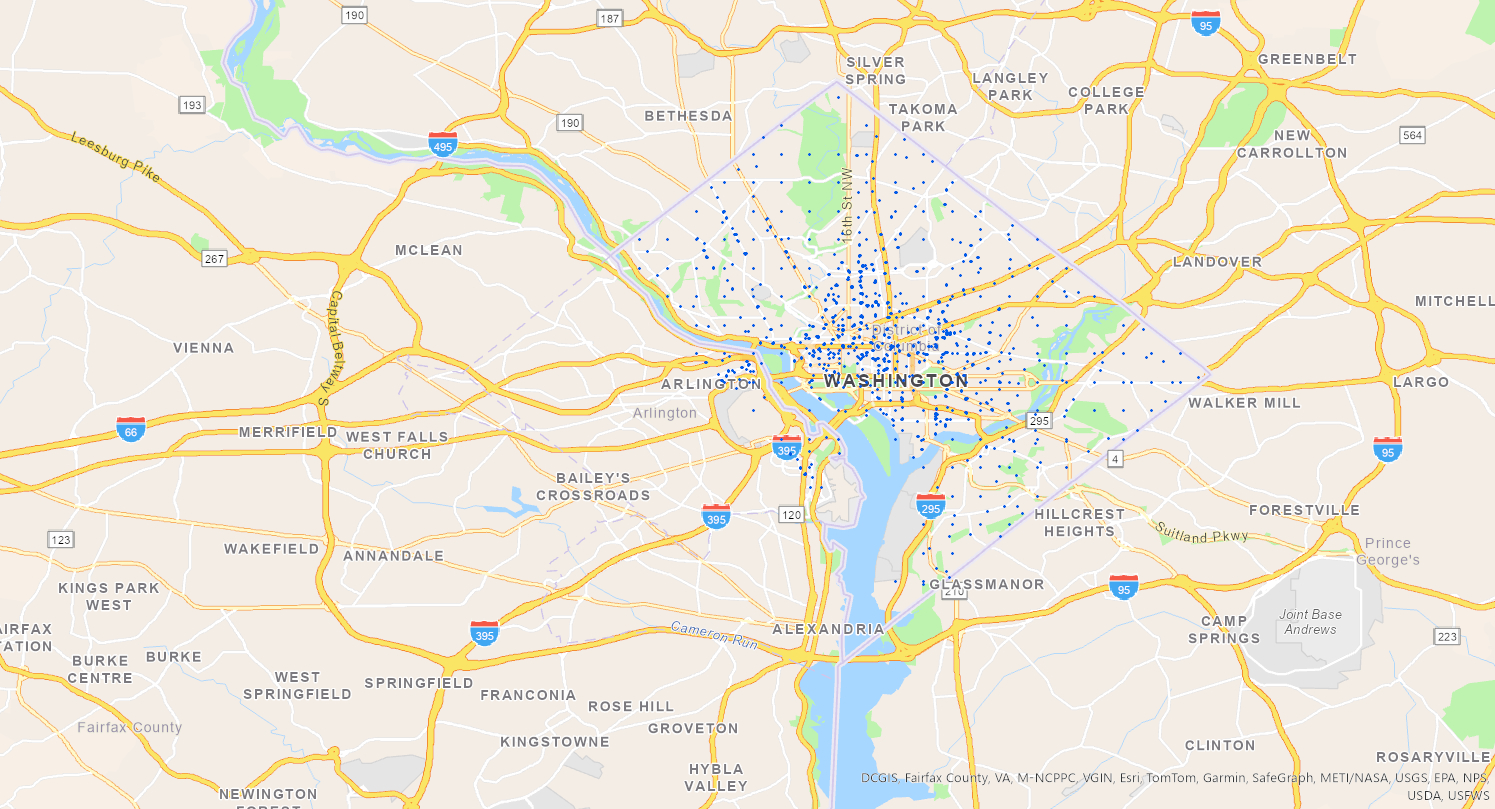 190
187
95
SILVER
SPRING
GREENBELT
LANGLEY
PARK
193
COLLEGE
PARK
BETHESDA
190
TAKOMA
PARK
564
NEW
CARROLLTON
Leesburg Pike
495
16th St NW
MCLEAN
267
LANDOVER
MITCHELL
Capital Beltway S
District of
Columbia
VIENNA
ARLINGTON
WASHINGTON
LARGO
Arlington
WALKER MILL
66
MERRIFIELD
WEST FALLS
CHURCH
295
395
95
4
BAILEY'S
CROSSROADS
395
120
295
HILLCREST
HEIGHTS
FORESTVILLE
Suitland Pkwy
123
WAKEFIELD
ANNANDALE
Prince
George's
KINGS PARK
WEST
GLASSMANOR
210
95
Joint Base
Andrews
CAMP
SPRINGS
AIRFAX
TATION
395
Cameron Run
ALEXANDRIA
223
BURKE
CENTRE
BURKE
WEST
SPRINGFIELD
SPRINGFIELD
FRANCONIA
ROSE HILL
Fairfax County
GROVETON
KINGSTOWNE
CLINTON
ROSARYVILLE
HYBLA
VALLEY
NEWINGTON
FOREST
DCGIS, Fairfax County, VA, M-NCPPC, VGIN, Esri, TomTom, Garmin, SafeGraph, METI/NASA, USGS, EPA, NPS,
USDA, USFWS